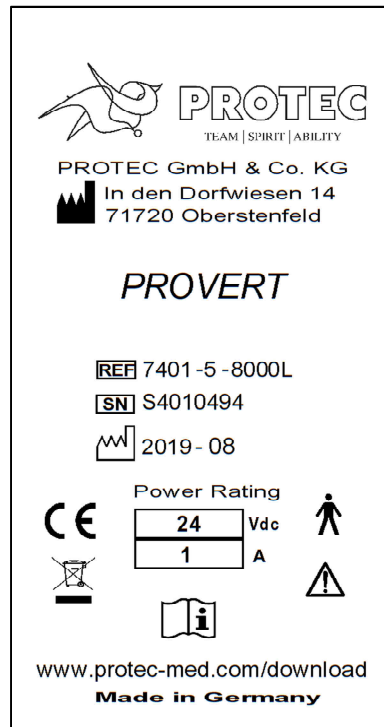 PROTEC
TEAM | SPIRIT | ABILITY
PROTEC GmbH & Co. KG
In den Dorfwiesen 14
71720 Oberstenfeld
PROVERT
REF 7401-5-8000L
SN S4010494
2019-08
Power Rating
24 Vdc
1 A
CE
i
www.protec-med.com/download
Made in Germany